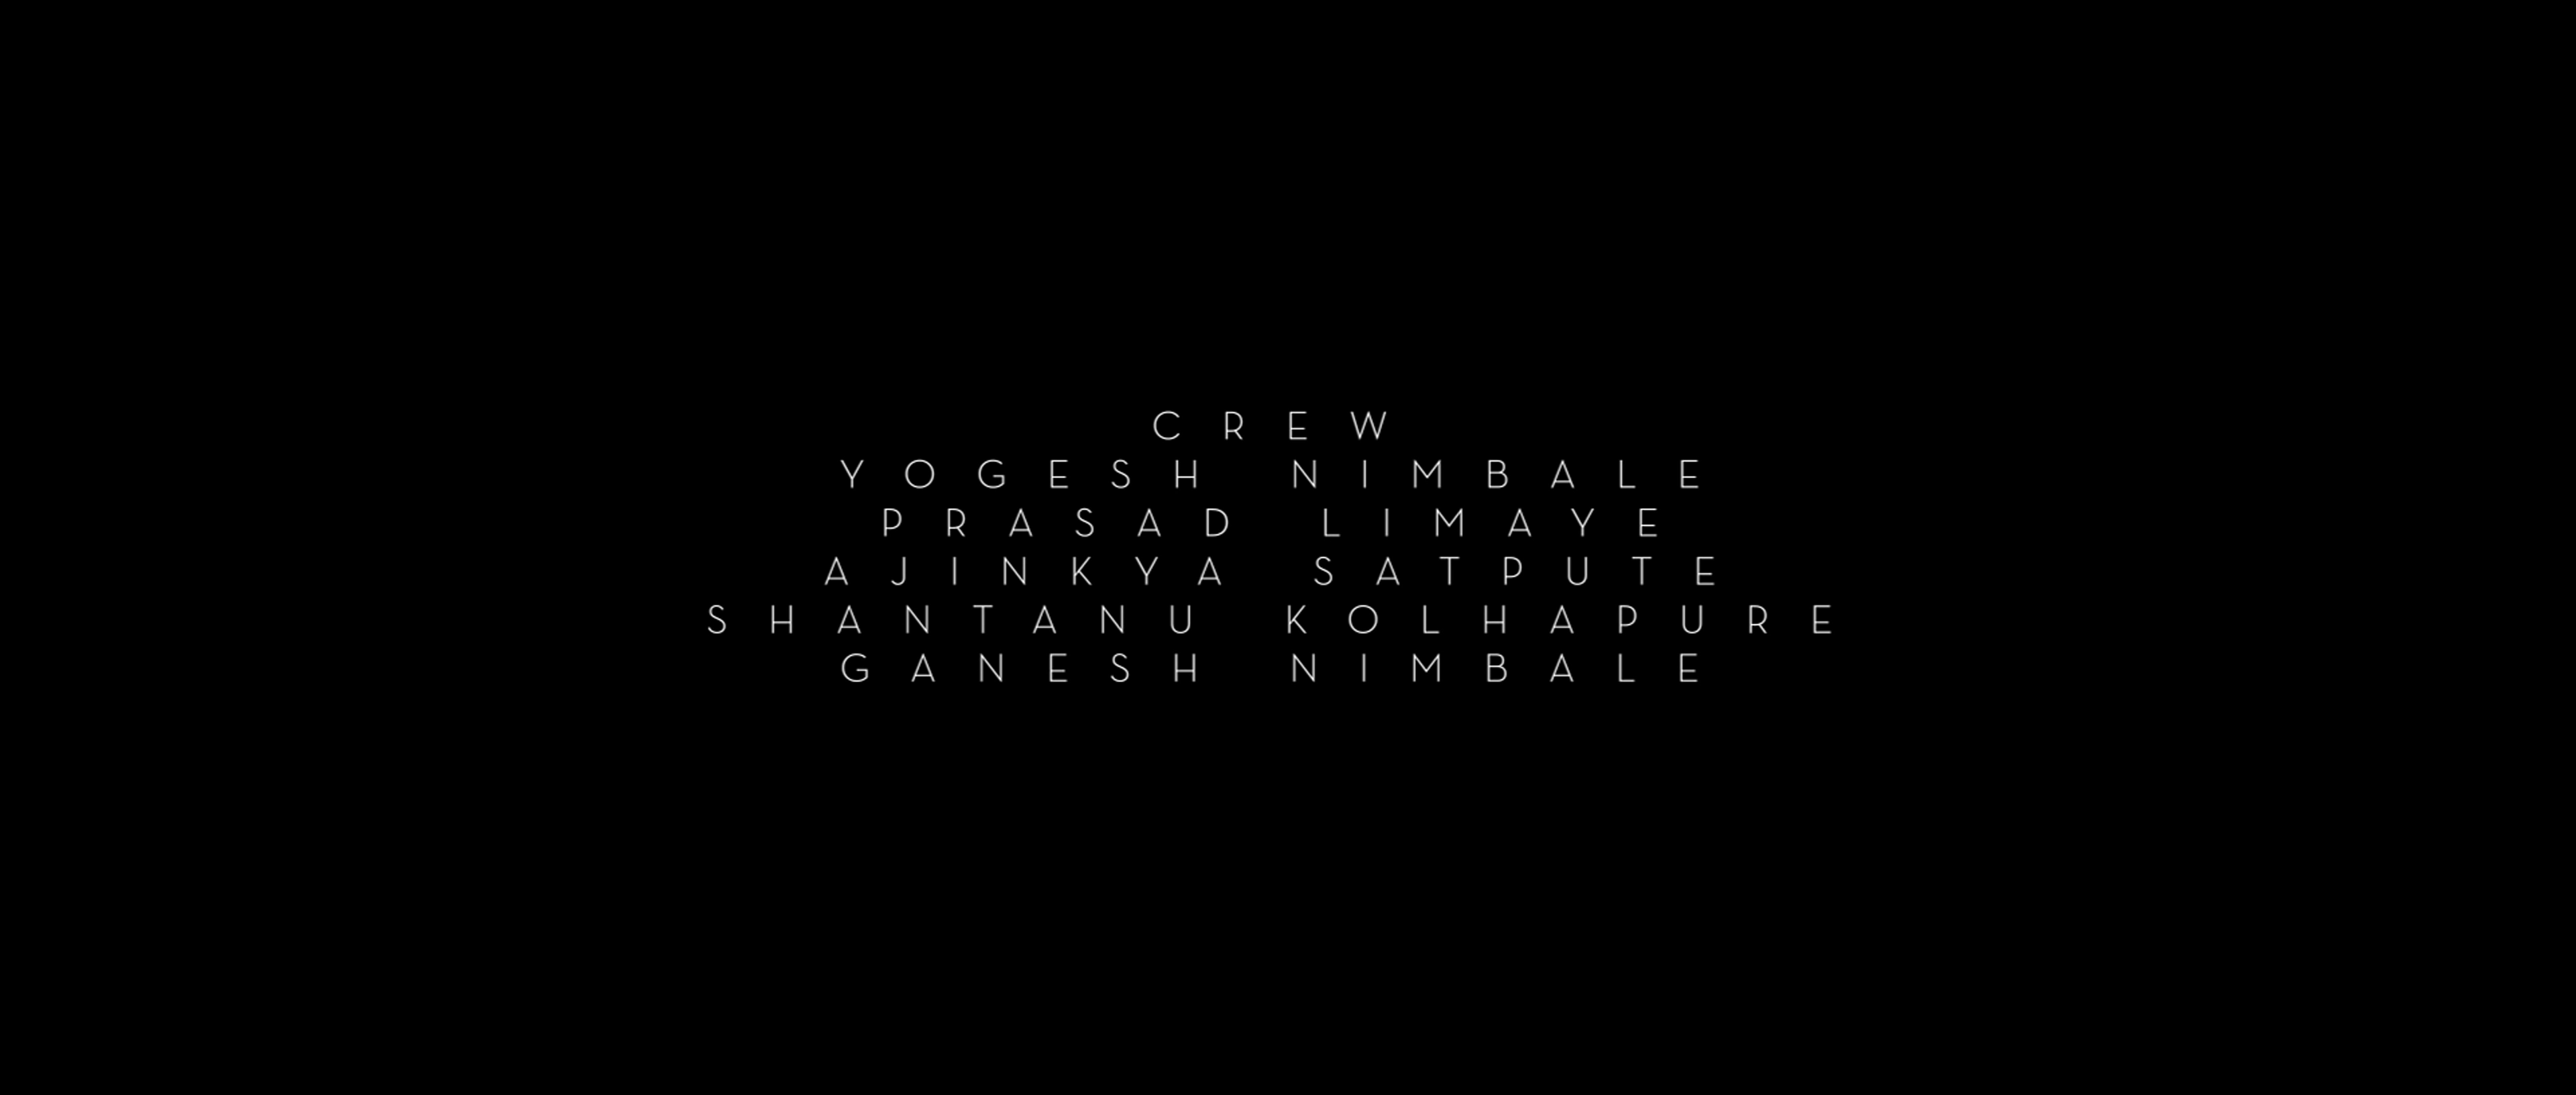 CREW
YOGESH NIMBALE
PRASAD LIMAYE
AJINKYA SATPUTE
SHANTANU KOLHAPURE
GANESH NIMBALE